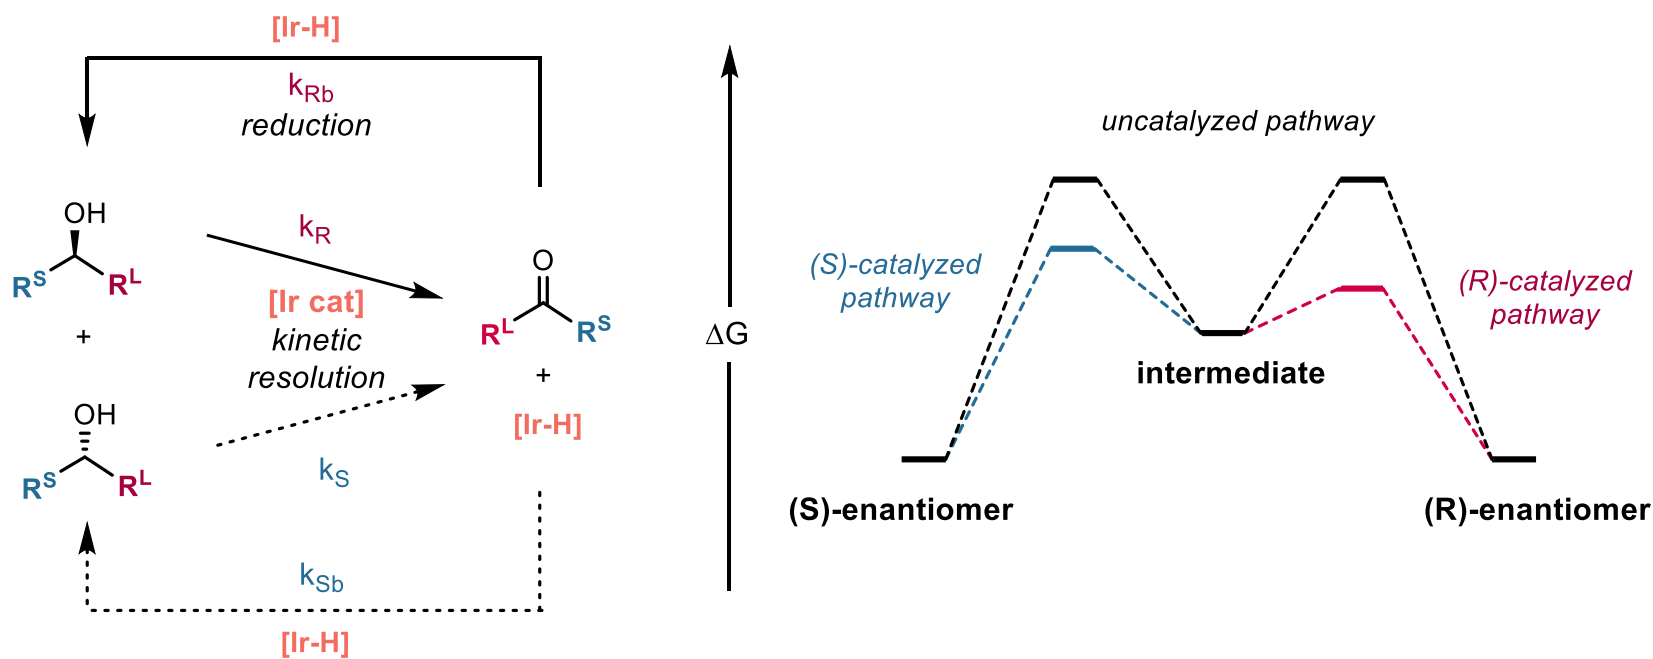 [Ir-H]
kRb
reduction
OH
RS
RL
kR
[Ir cat]
kinetic
resolution
+
OH
RS
RL
kS
O
RL
RS
+
[Ir-H]
kSb
[Ir-H]
ΔG
uncatalyzed pathway
(S)-catalyzed
pathway
(R)-catalyzed
pathway
intermediate
(S)-enantiomer
(R)-enantiomer